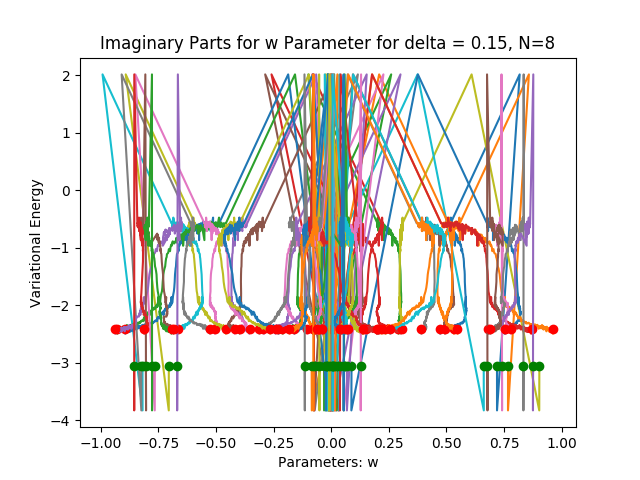 Imaginary Parts for w Parameter for delta = 0.15, N=8
Variational Energy
2
1
0
−1
−2
−3
−4
−1.00 −0.75 −0.50 −0.25 0.00 0.25 0.50 0.75 1.00
Parameters: w